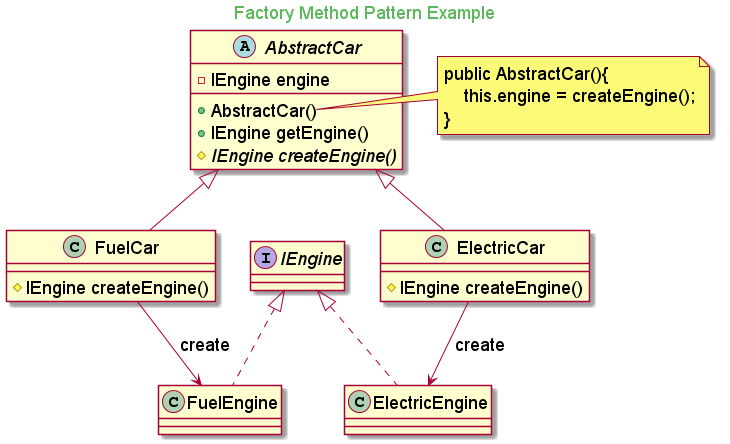 Factory Method Pattern Example
A AbstractCar
IEngine engine
AbstractCar()
IEngine getEngine()
IEngine createEngine()
public AbstractCar(){
this.engine = createEngine();
}
C FuelCar
IEngine createEngine()
I IEngine
C ElectricCar
IEngine createEngine()
create
create
C FuelEngine
C ElectricEngine